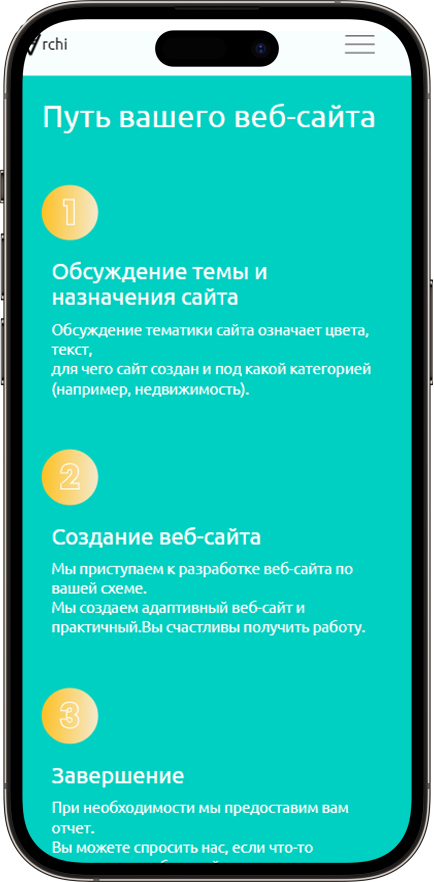 rchi
Путь вашего веб-сайта
1
Обсуждение темы и
назначения сайта
Обсуждение тематики сайта означает цвета,
текст,
для чего сайт создан и под какой категорией
(например, недвижимость).
2
Создание веб-сайта
Мы приступаем к разработке веб-сайта по
вашей схеме.
Мы создаем адаптивный веб-сайт и
практичный.Вы счастливы получить работу.
3
Завершение
При необходимости мы предоставим вам
отчет.
Вы можете спросить нас, если что-то